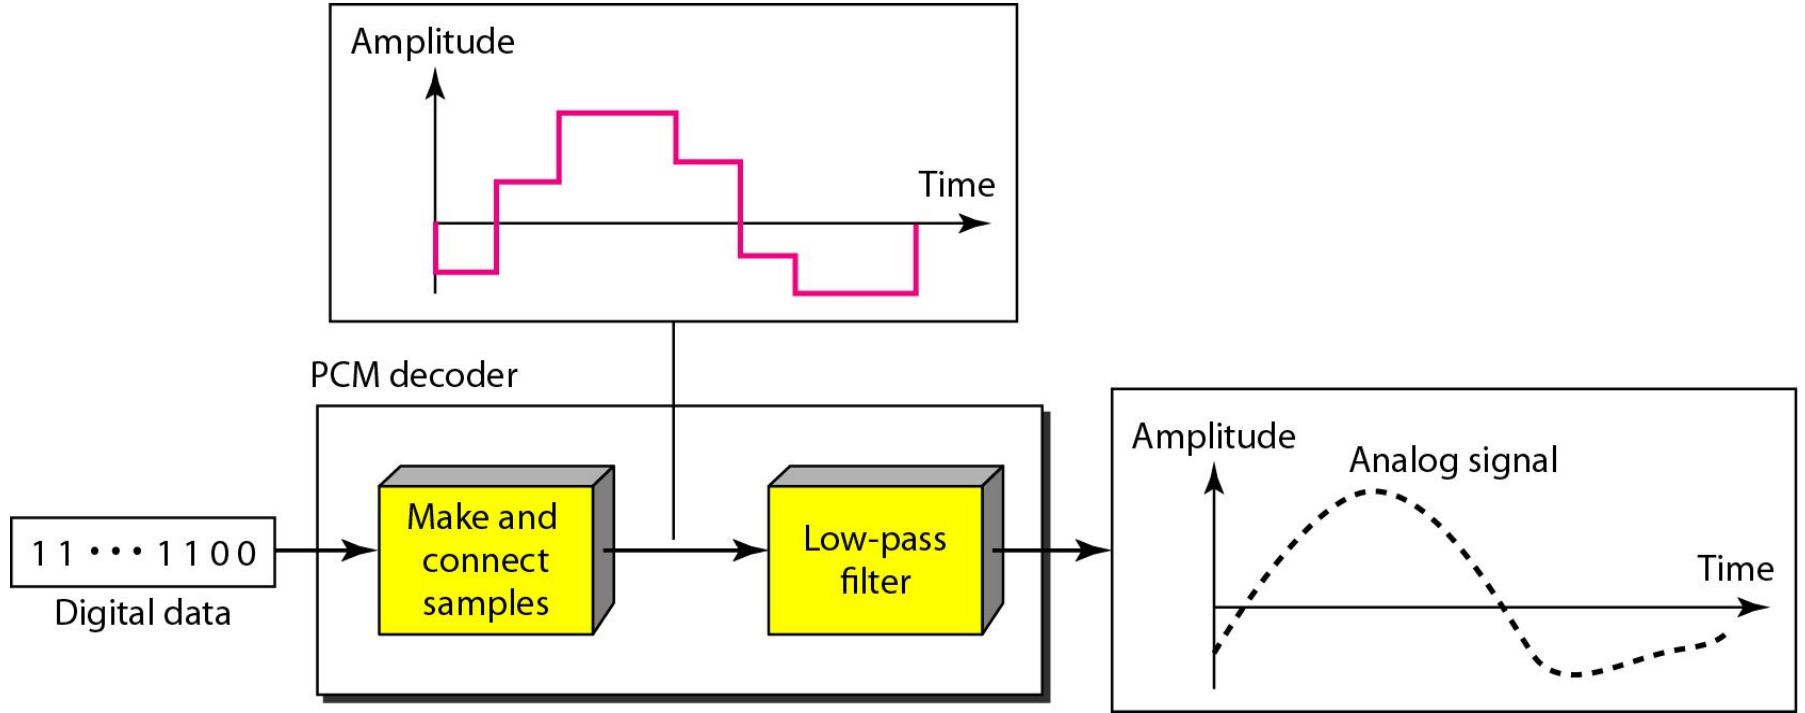 Amplitude
Time
PCM decoder
Make and
connect
samples
Low-pass
filter
11···1100
Digital data
Amplitude
Analog signal
Time